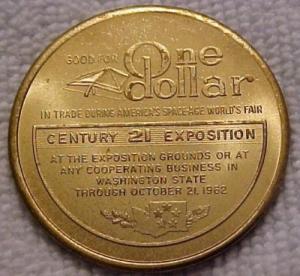 GOOD FOR One
dollar
IN TRADE DURING AMERICA'S SPACE-AGE WORLD'S FAIR
CENTURY 21 EXPOSITION
AT THE EXPOSITION GROUNDS OR AT
ANY COOPERATING BUSINESS IN
WASHINGTON STATE
THROUGH OCTOBER 21, 1962